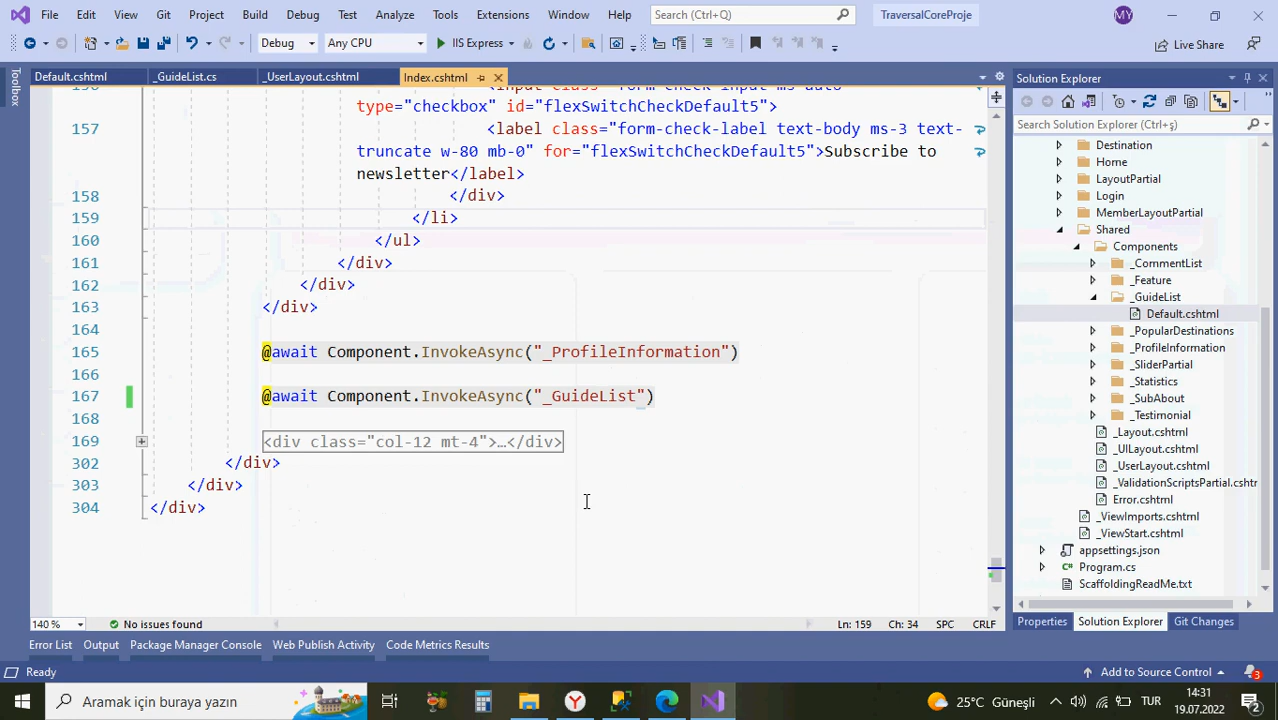 File Edit View Git Project Build Debug Test Analyze Tools Extensions Window Help Search (Ctrl+Q) TraversalCoreProje MY
Debug Any CPU IIS Express Live Share
Toolbox
Default.cshtml _GuideList.cs _UserLayout.cshtml Index.cshtml
type="checkbox" id="flexSwitchCheckDefault5">
157 <label class="form-check-label text-body ms-3 text-
truncate w-80 mb-0" for="flexSwitchCheckDefault5">Subscribe to
newsletter</label>
158 </div>
159 </li>
160 </ul>
161 </div>
162 </div>
163 </div>
164
165 @await Component.InvokeAsync("_ProfileInformation")
166
167 @await Component.InvokeAsync("_GuideList")
168
169 <div class="col-12 mt-4">…</div>
302 </div>
303 </div>
304 </div>
140 % No issues found Ln: 159 Ch: 34 SPC CRLF
Solution Explorer
Search Solution Explorer (Ctrl+ş)
Destination
Home
LayoutPartial
Login
MemberLayoutPartial
Shared
Components
_CommentList
_Feature
_GuideList
Default.cshtml
_PopularDestinations
_ProfileInformation
_SliderPartial
_Statistics
_SubAbout
_Testimonial
_Layout.cshtml
_UILayout.cshtml
_UserLayout.cshtml
_ValidationScriptsPartial.cshtr
Error.cshtml
_ViewImports.cshtml
_ViewStart.cshtml
appsettings.json
Program.cs
ScaffoldingReadMe.txt
Properties Solution Explorer Git Changes
Error List Output Package Manager Console Web Publish Activity Code Metrics Results
Ready Add to Source Control 3
Aramak için buraya yazın 25°C Güneşli TUR 14:31
19.07.2022 2